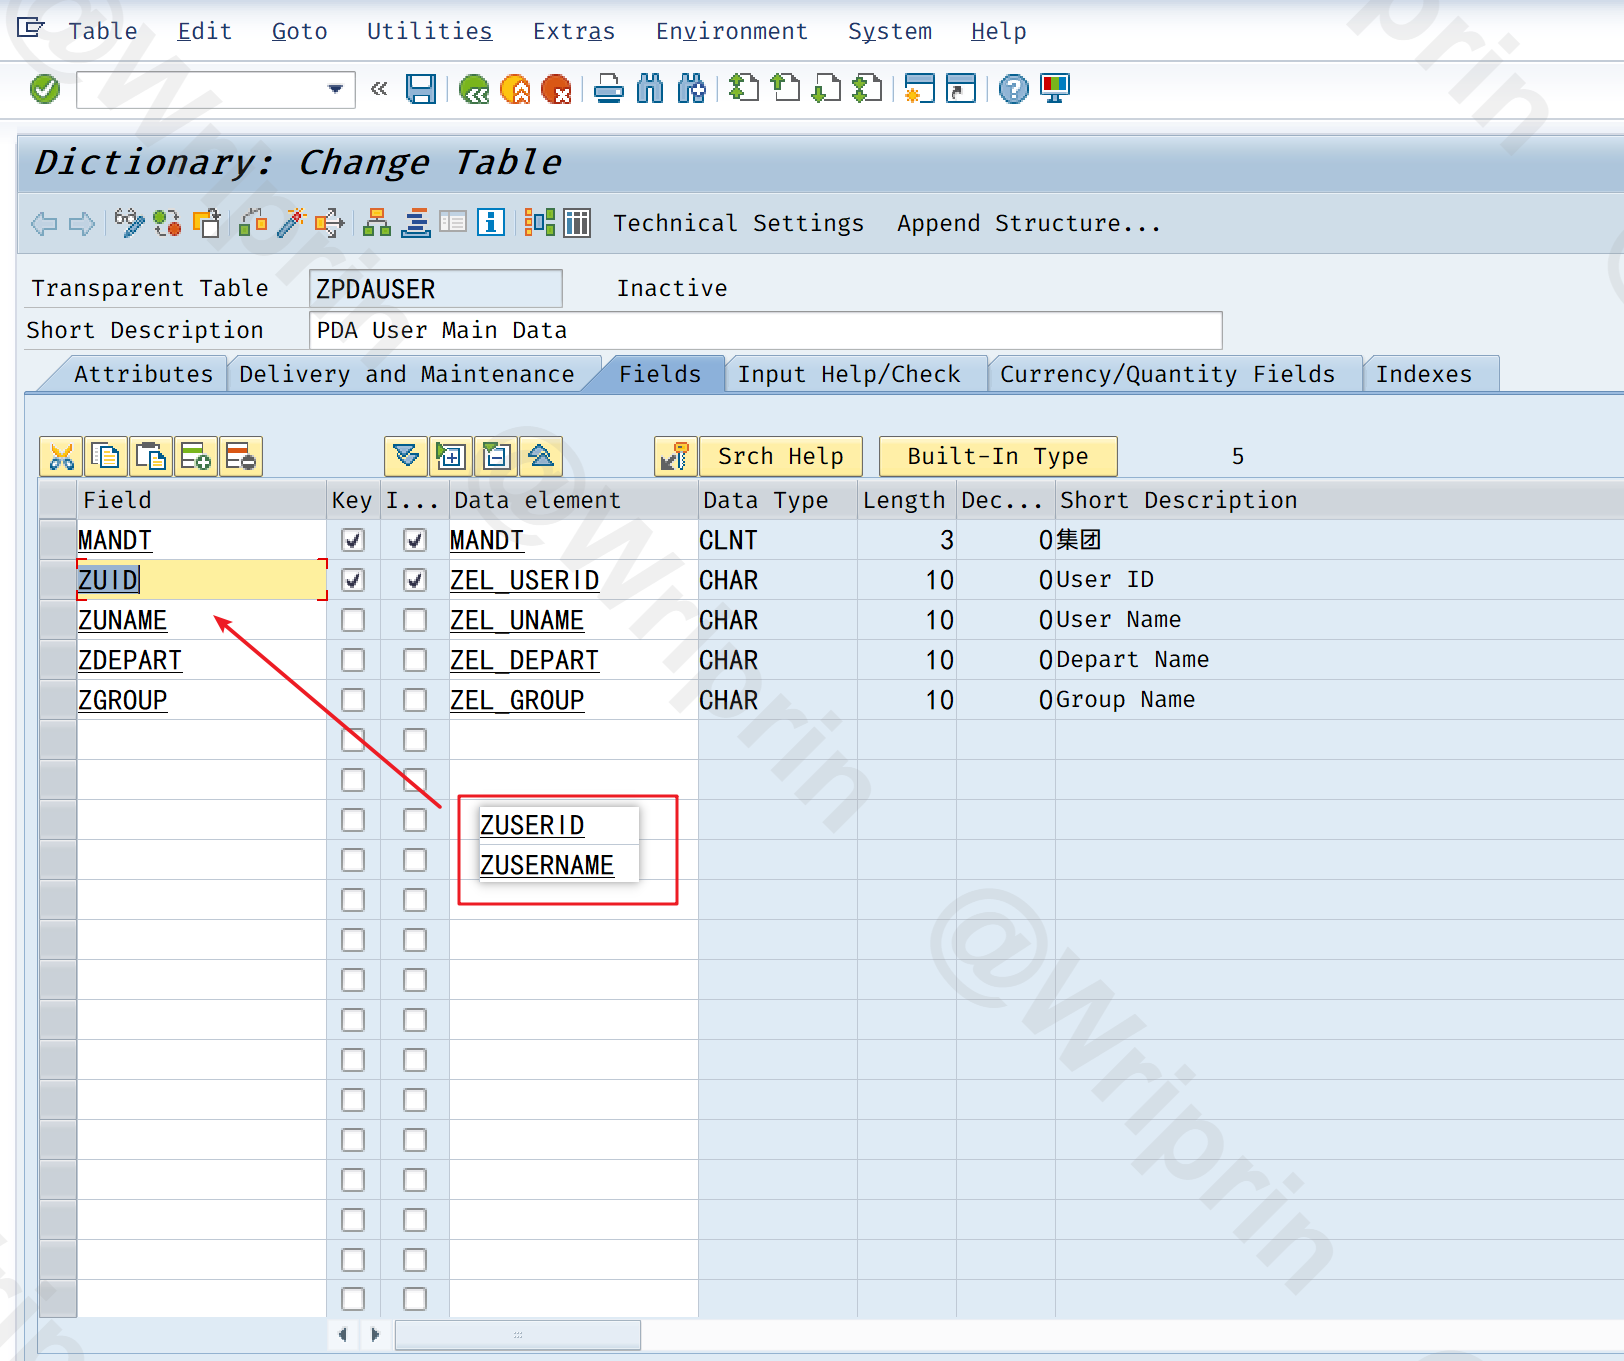 Table Edit Goto Utilities Extras Environment System Help
Dictionary: Change Table
Technical Settings Append Structure...
Transparent Table ZPDAUSER Inactive
Short Description PDA User Main Data
Attributes Delivery and Maintenance Fields Input Help/Check Currency/Quantity Fields Indexes
Srch Help Built-In Type 5
Field Key I... Data element Data Type Length Dec... Short Description
MANDT MANDT CLNT 3 0 集团
ZUID ZEL_USERID CHAR 10 0 User ID
ZUNAME ZEL_UNAME CHAR 10 0 User Name
ZDEPART ZEL_DEPART CHAR 10 0 Depart Name
ZGROUP ZEL_GROUP CHAR 10 0 Group Name
ZUSERID
ZUSERNAME
@Wriprin
@Wriprin
@Wriprin
prin